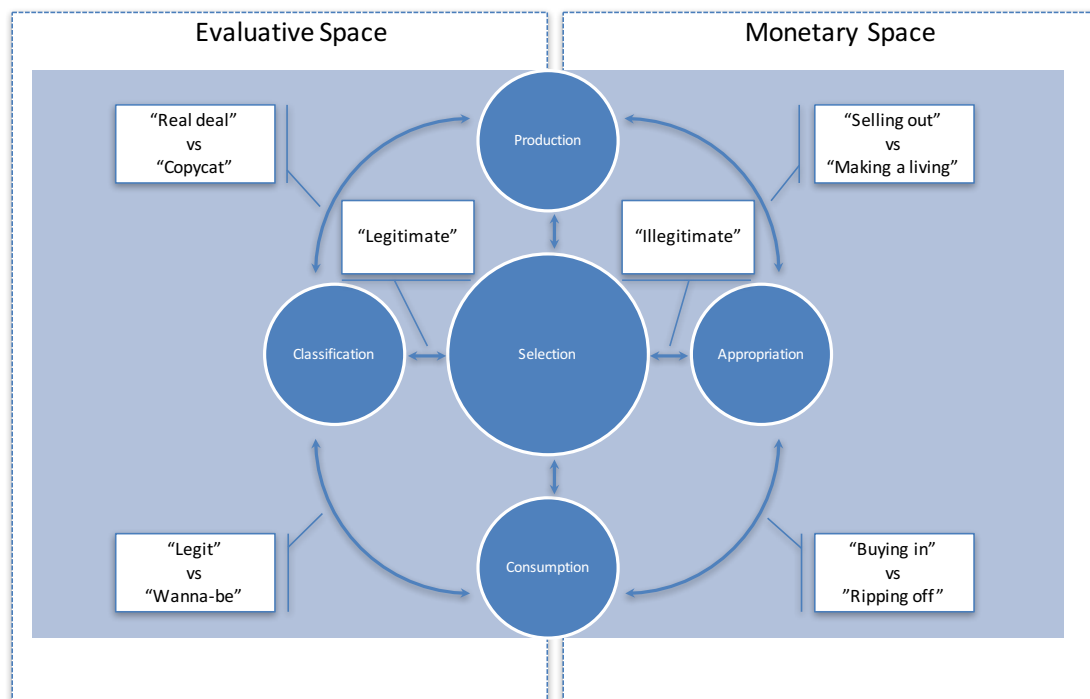 Evaluative Space
Monetary Space
“Real deal”
vs
“Copycat”
Production
“Selling out”
vs
“Making a living”
“Legitimate”
“Illegitimate”
Classification
Selection
Appropriation
“Legit”
vs
“Wanna-be”
Consumption
“Buying in”
vs
”Ripping off”